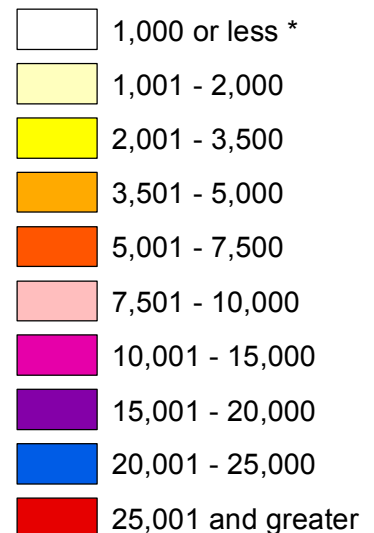 1,000 or less *
1,001 - 2,000
2,001 - 3,500
3,501 - 5,000
5,001 - 7,500
7,501 - 10,000
10,001 - 15,000
15,001 - 20,000
20,001 - 25,000
25,001 and greater